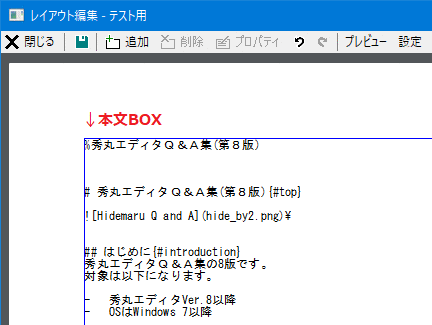 レイアウト編集 - テスト用
閉じる 追加 削除 プロパティ プレビュー 設定
↓本文BOX
%秀丸エディタQ&A集(第8版)
# 秀丸エディタQ&A集(第8版){#top}
![Hidemaru Q and A](hide_by2.png)¥
## はじめに{#introduction}
秀丸エディタQ&A集の8版です。
対象は以下になります。
-　秀丸エディタVer.8以降
-　OSはWindows 7以降